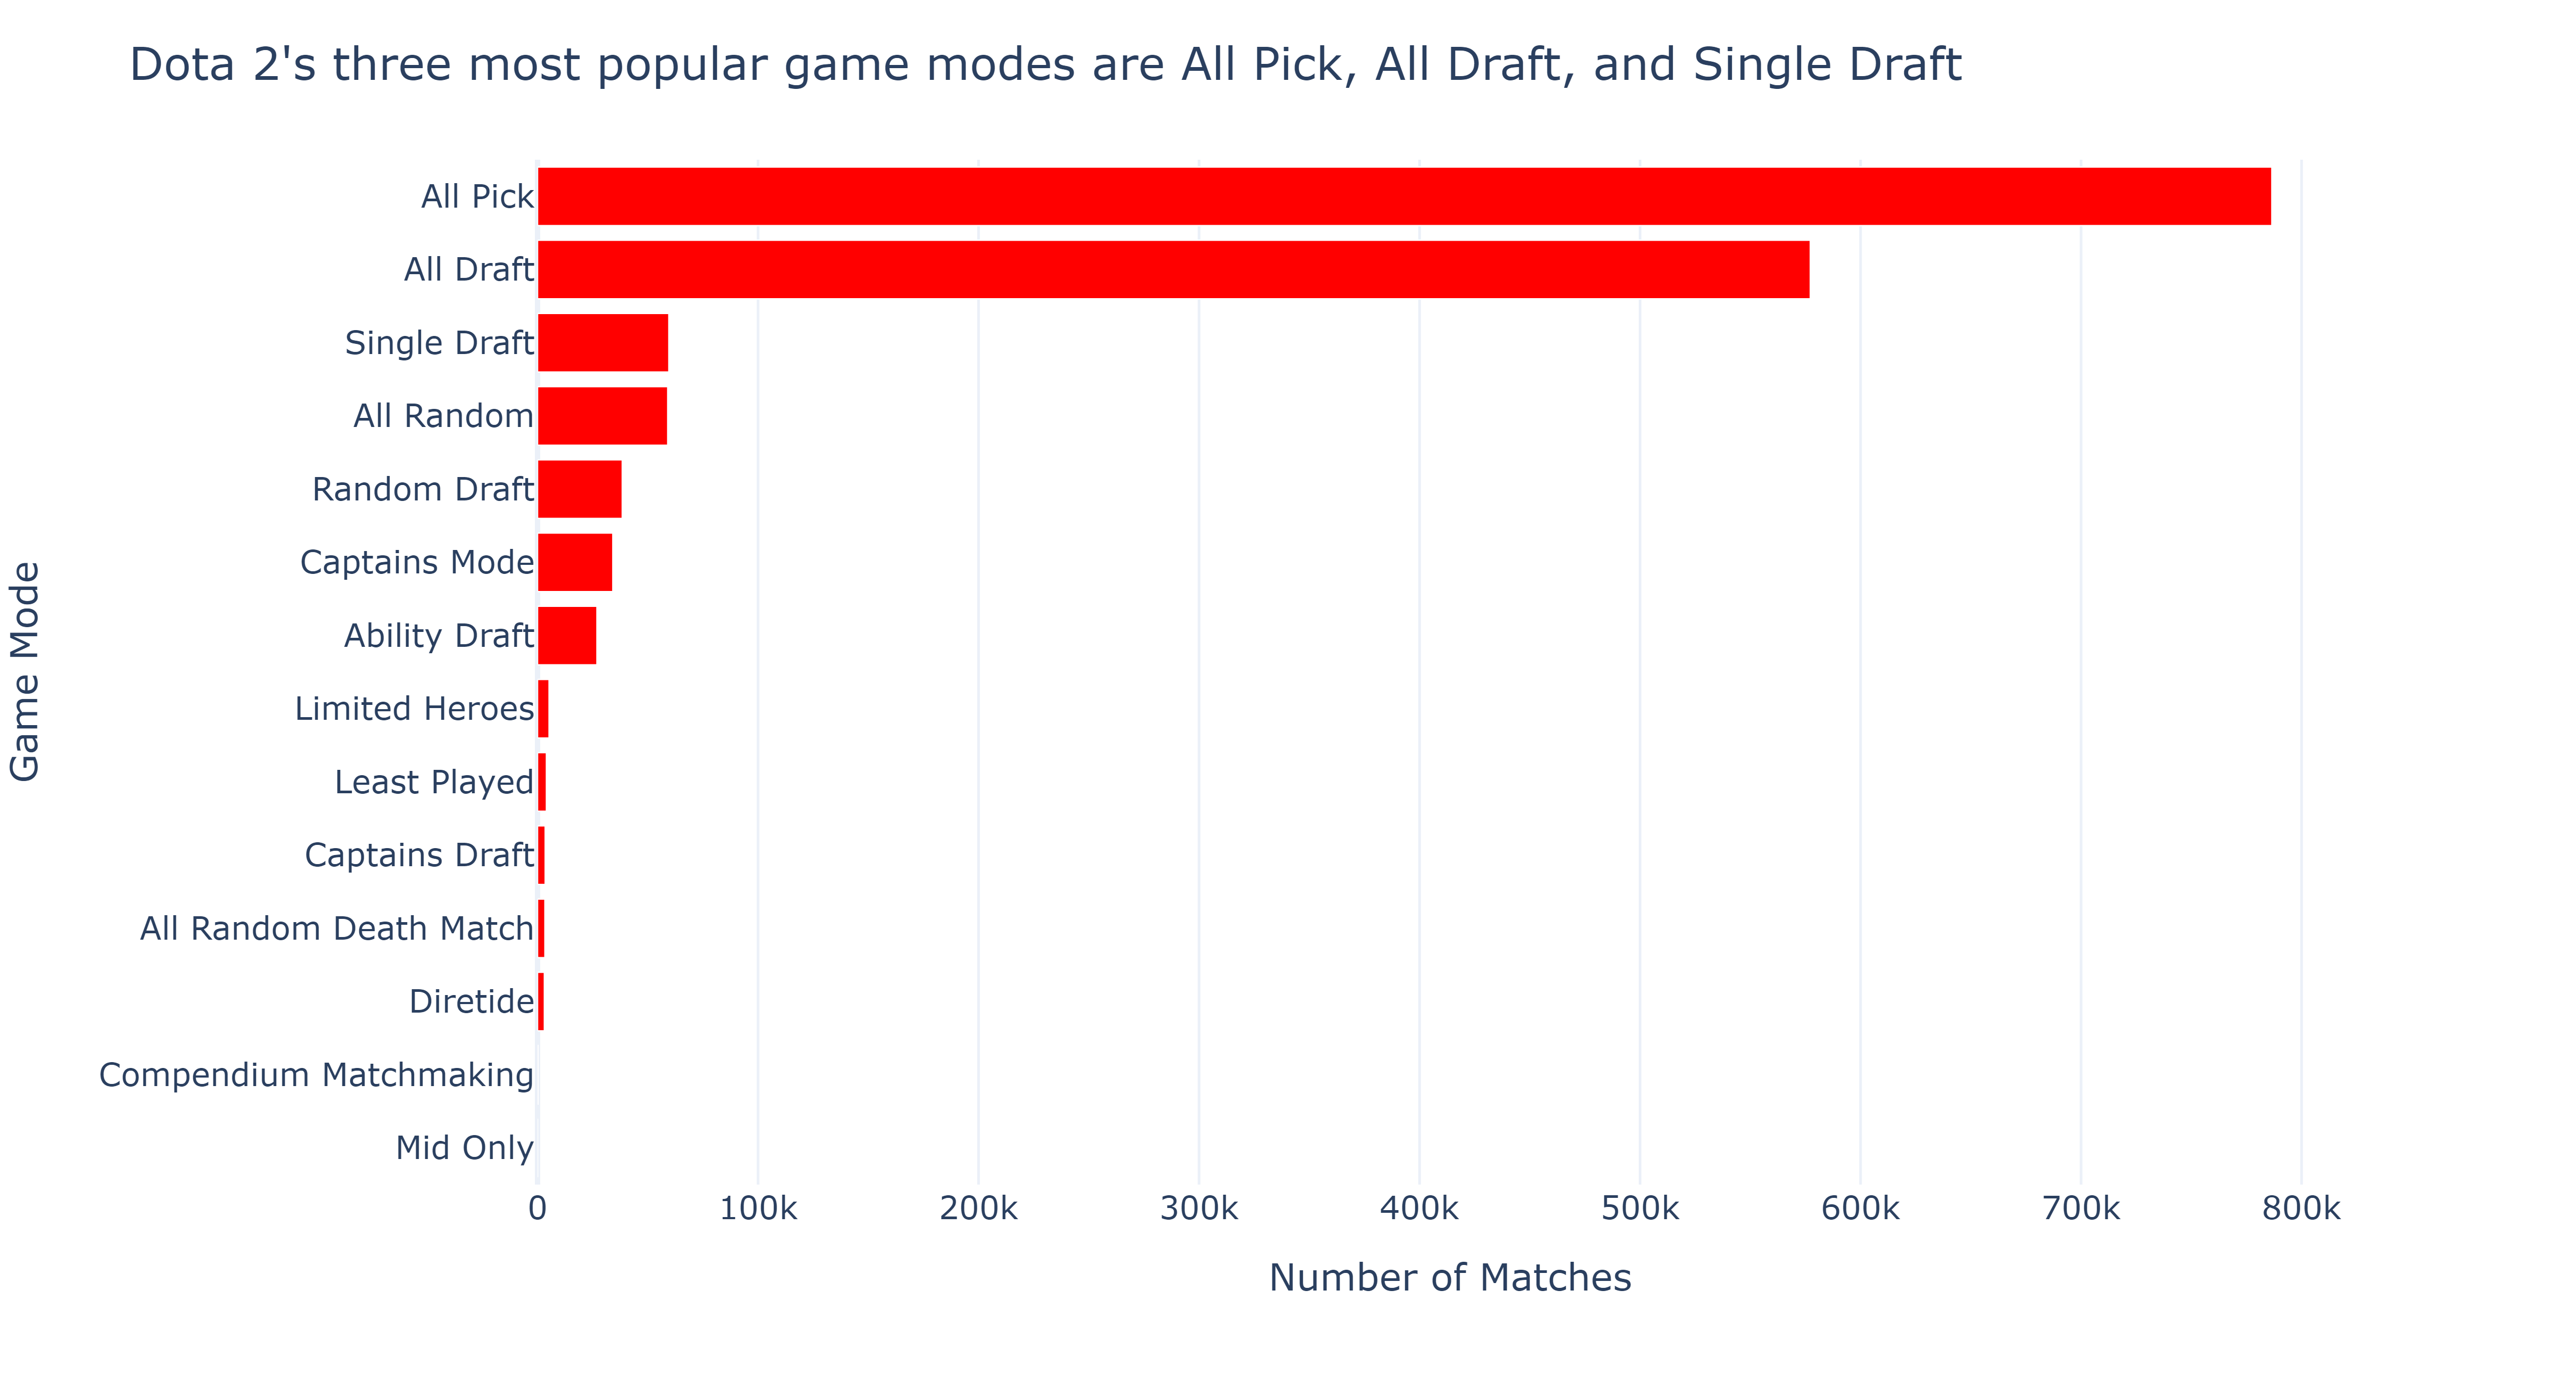 Dota 2's three most popular game modes are All Pick, All Draft, and Single Draft
Game Mode
All Pick
All Draft
Single Draft
All Random
Random Draft
Captains Mode
Ability Draft
Limited Heroes
Least Played
Captains Draft
All Random Death Match
Diretide
Compendium Matchmaking
Mid Only
0 100k 200k 300k 400k 500k 600k 700k 800k
Number of Matches